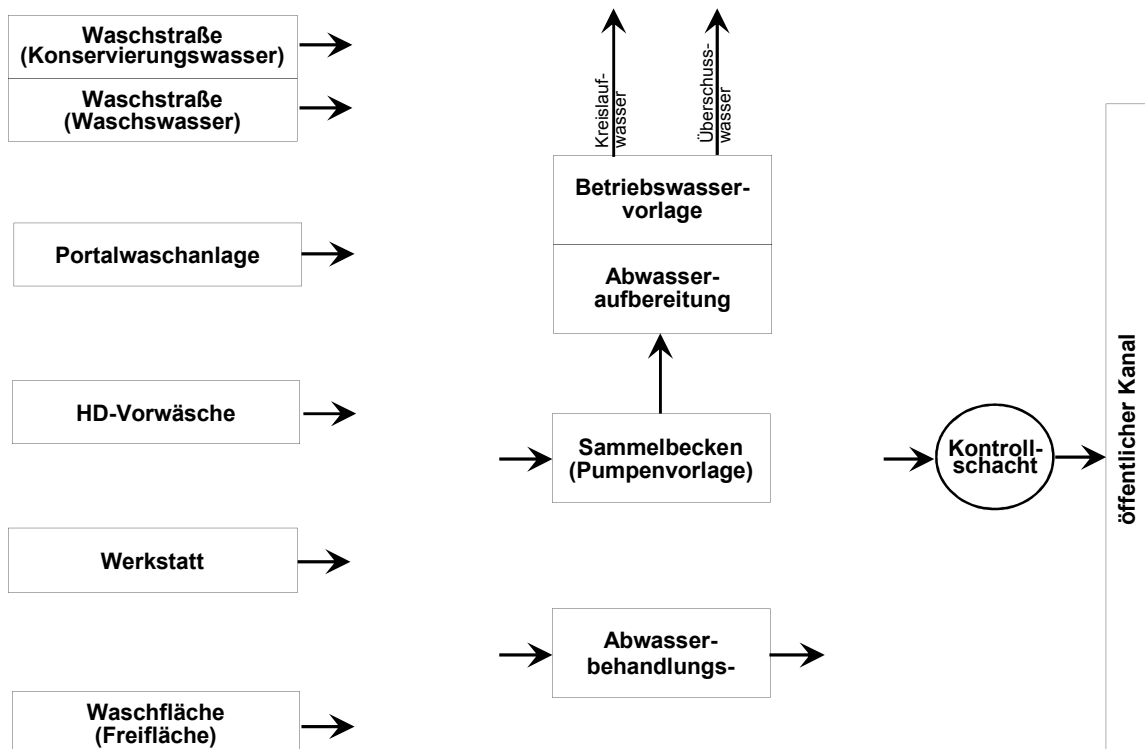 Waschstraße
(Konservierungswasser)
Waschstraße
(Waschswasser)
Portalwaschanlage
HD-Vorwäsche
Werkstatt
Waschfläche
(Freifläche)
Kreislauf-
wasser
Überschuss-
wasser
Betriebswasser-
vorlage
Abwasser-
aufbereitung
Sammelbecken
(Pumpenvorlage)
Abwasser-
behandlungs-
Kontroll-
schacht
öffentlicher Kanal